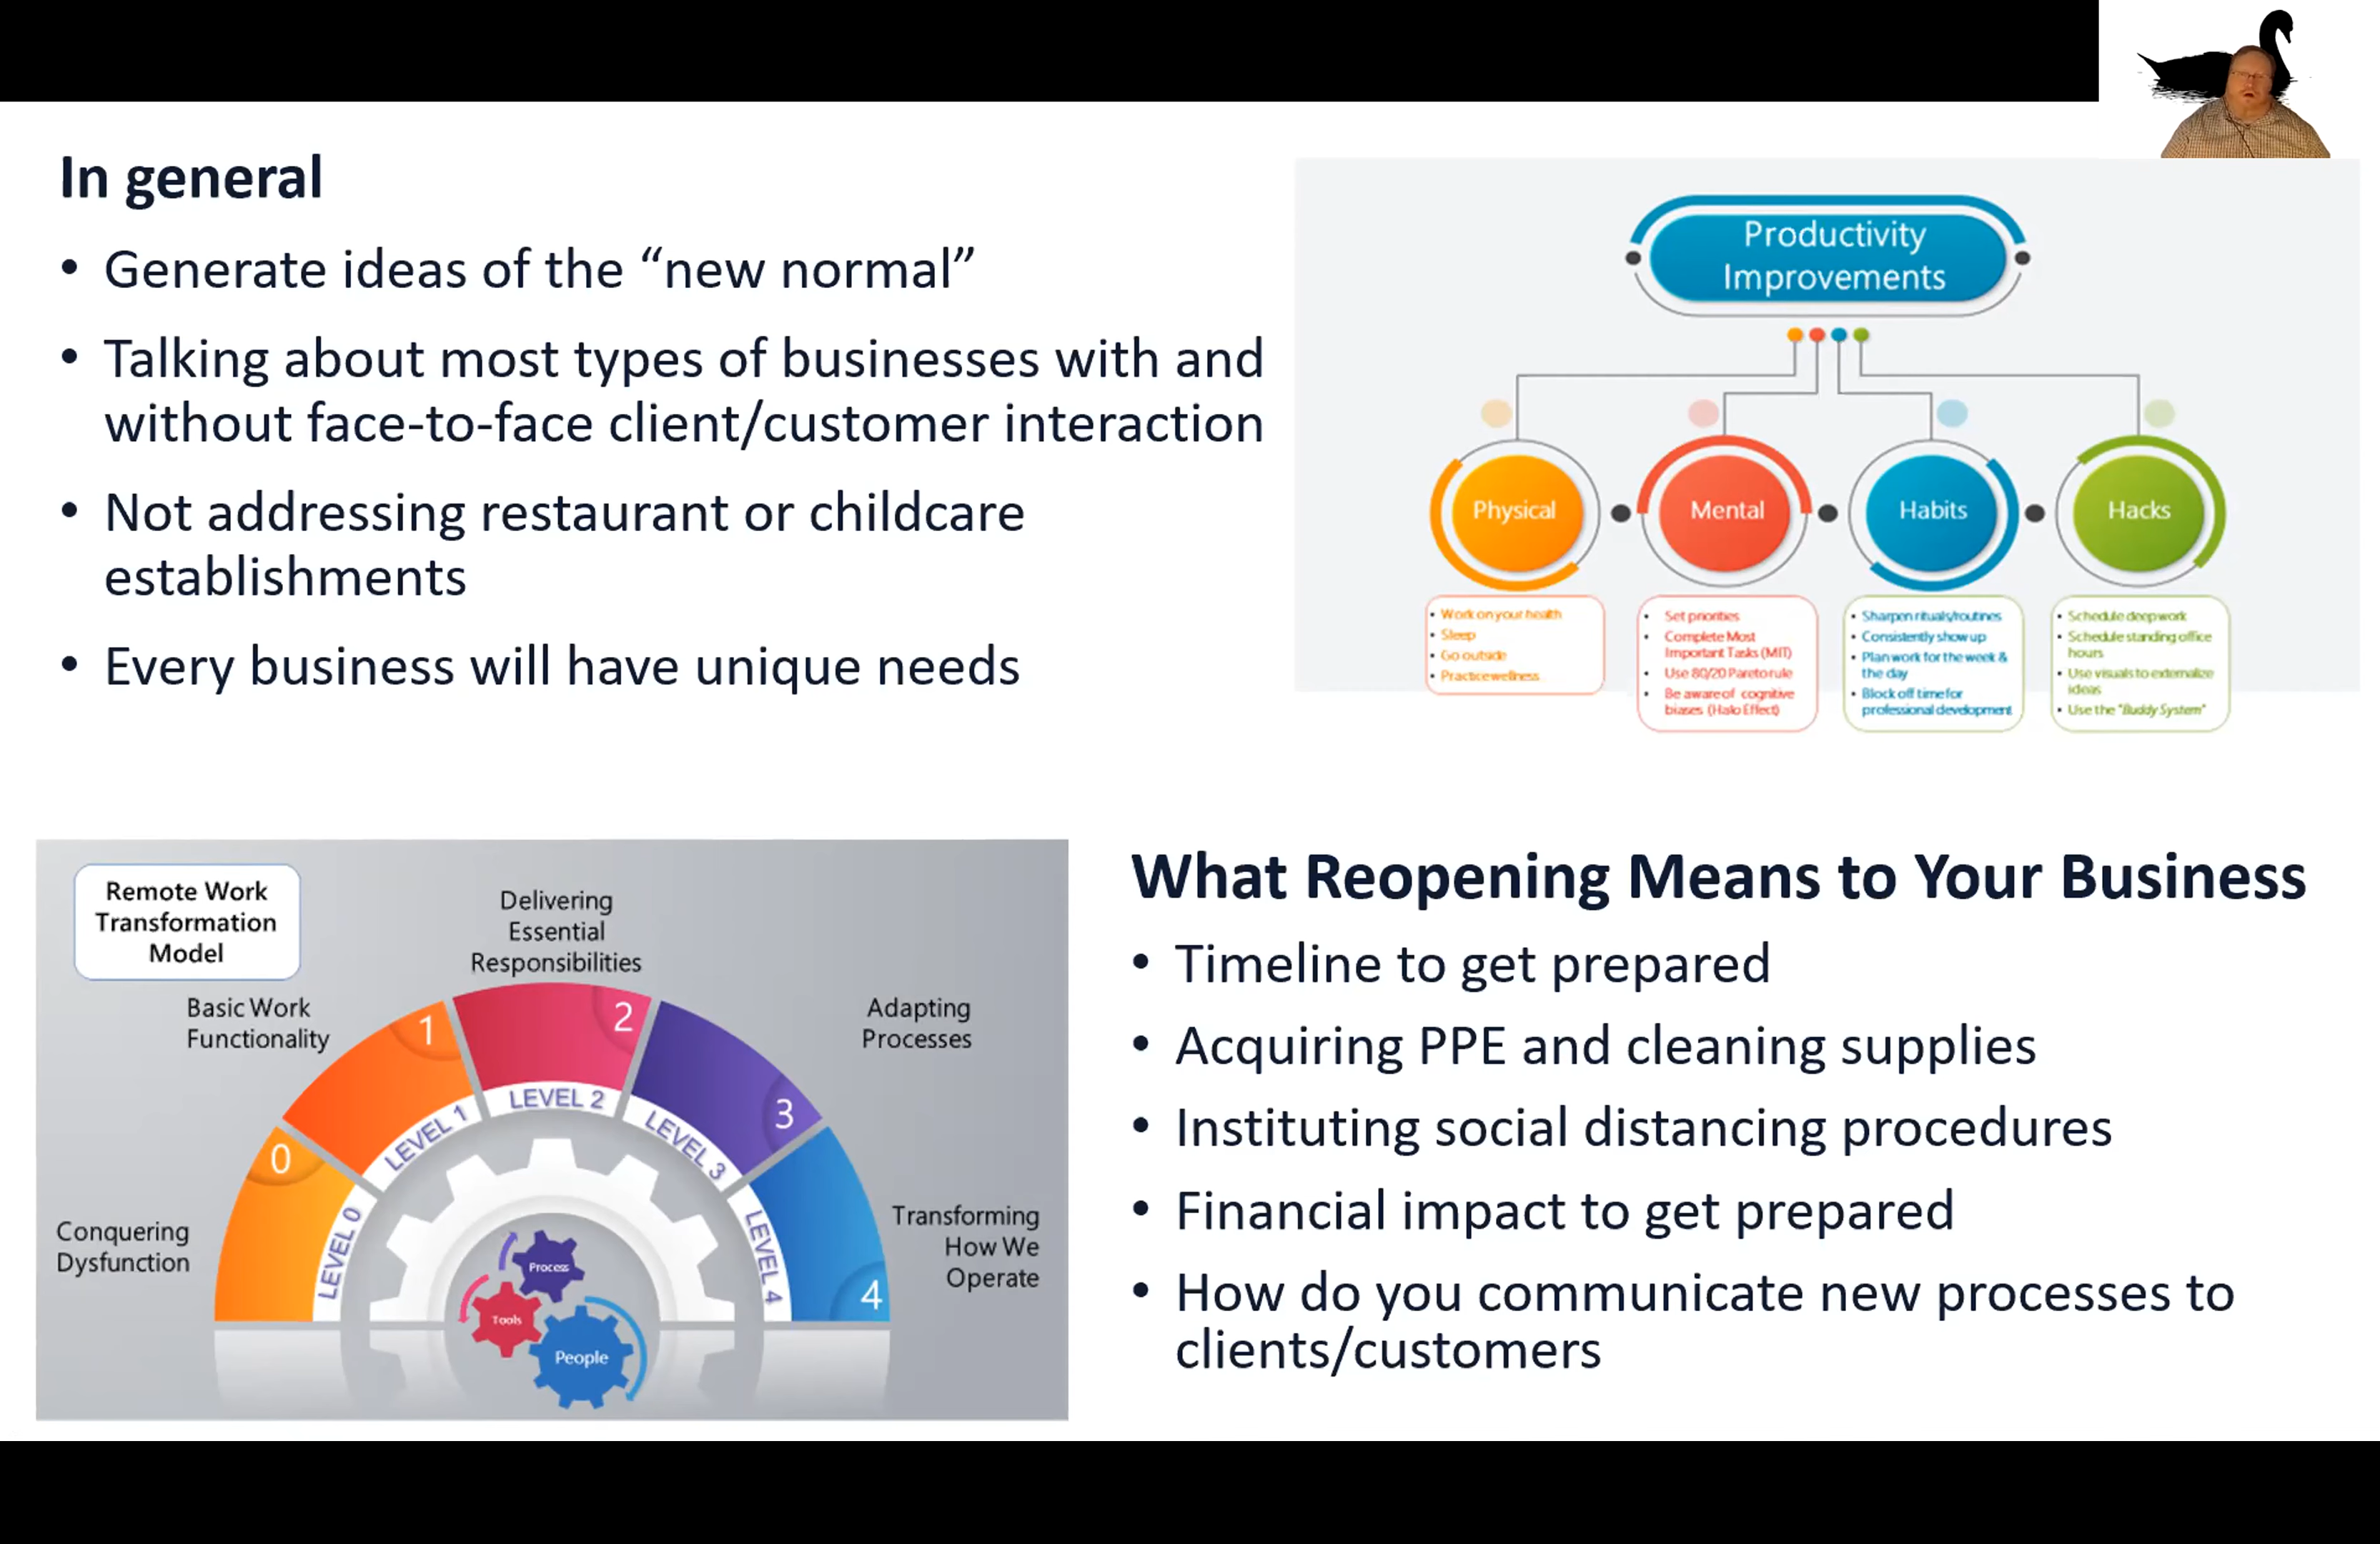 In general
• Generate ideas of the “new normal”
• Talking about most types of businesses with and
without face-to-face client/customer interaction
• Not addressing restaurant or childcare
establishments
• Every business will have unique needs
Productivity
Improvements
Physical
• Work on your health
• Sleep
• Go outside
• Practice wellness
Mental
• Set priorities
• Complete Most
Important Tasks (MIT)
• Use 80/20 Pareto rule
• Be aware of cognitive
biases (Halo Effect)
Habits
• Sharpen rituals/routines
• Consistently show up
• Plan work for the week &
the day
• Block off time for
professional development
Hacks
• Schedule deep work
• Schedule standing office
hours
• Use visuals to externalize
ideas
• Use the "Buddy System"
Remote Work
Transformation
Model
Conquering
Dysfunction
0
LEVEL 0
Basic Work
Functionality
1
LEVEL 1
Delivering
Essential
Responsibilities
2
LEVEL 2
Adapting
Processes
3
LEVEL 3
Transforming
How We
Operate
4
LEVEL 4
Process
Tools
People
What Reopening Means to Your Business
• Timeline to get prepared
• Acquiring PPE and cleaning supplies
• Instituting social distancing procedures
• Financial impact to get prepared
• How do you communicate new processes to
clients/customers